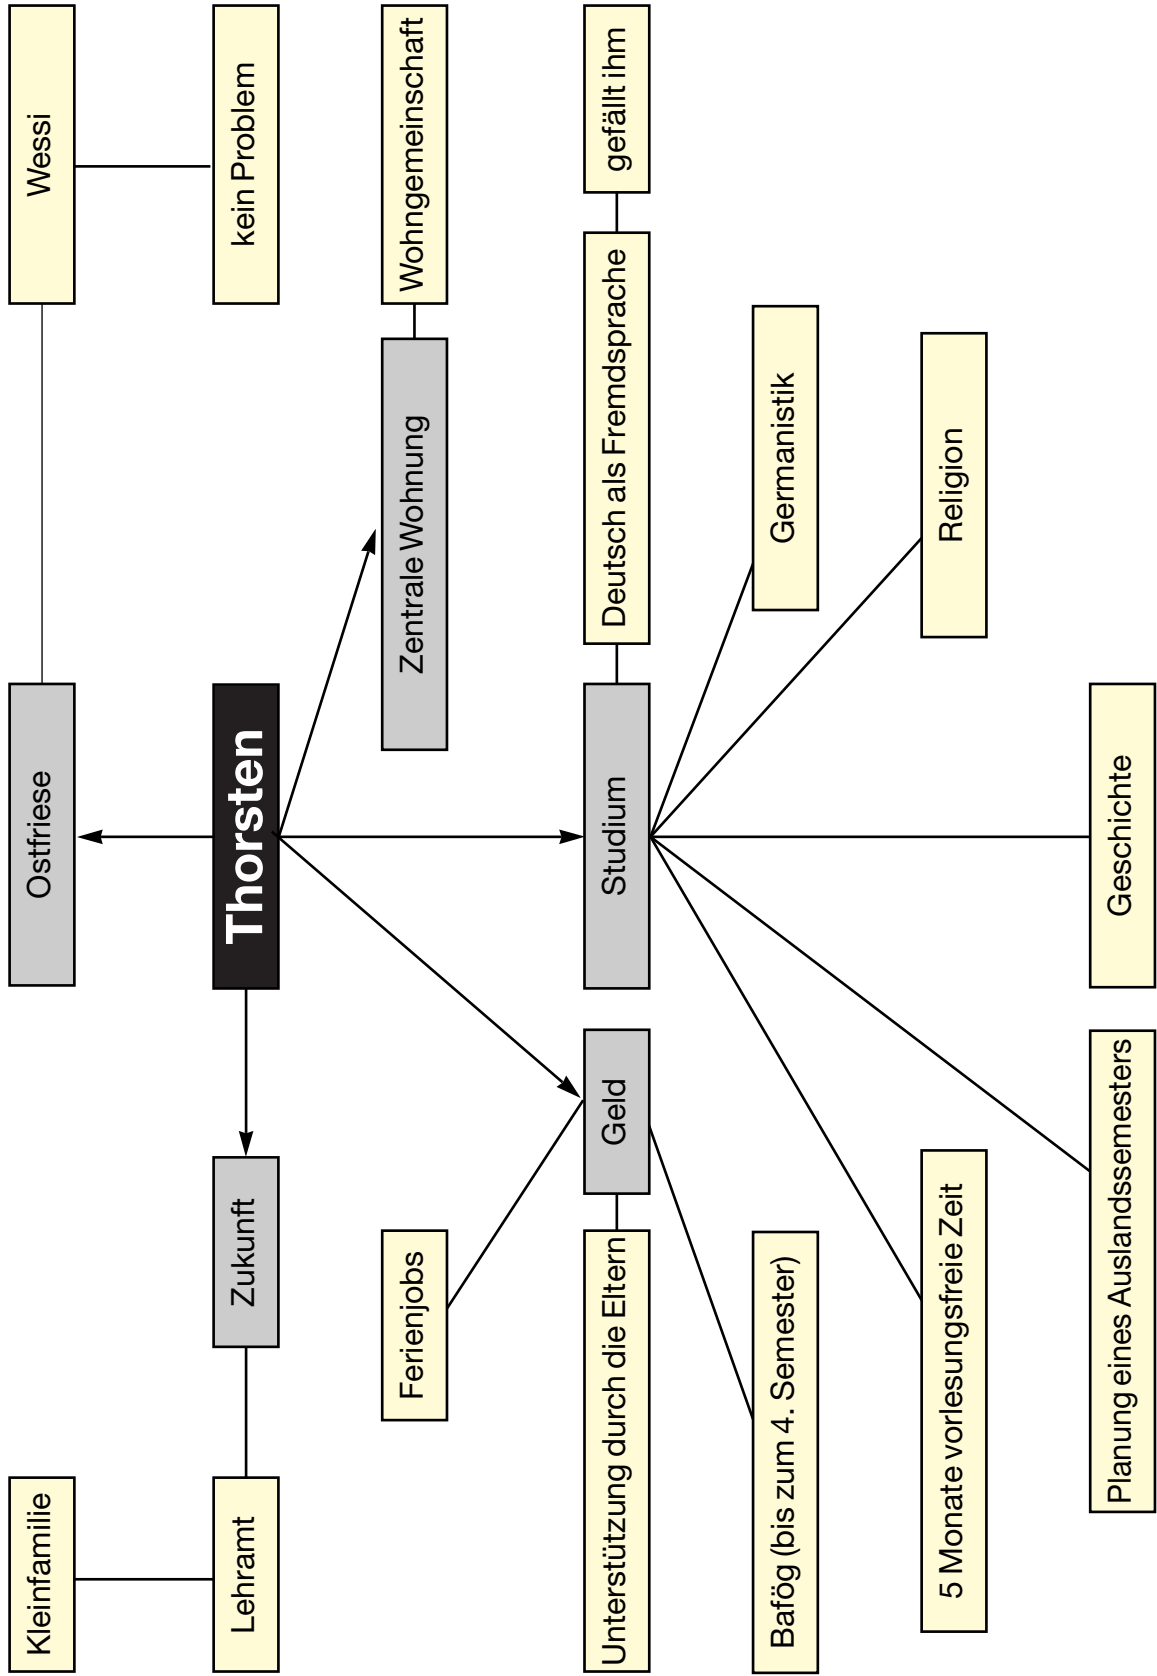 Kleinfamilie
Ostfriese
Wessi
Lehramt
Zukunft
Thorsten
kein Problem
Ferienjobs
Zentrale Wohnung
Wohngemeinschaft
Unterstützung durch die Eltern
Geld
Studium
Deutsch als Fremdsprache
gefällt ihm
Bafög (bis zum 4. Semester)
Germanistik
5 Monate vorlesungsfreie Zeit
Religion
Planung eines Auslandssemesters
Geschichte